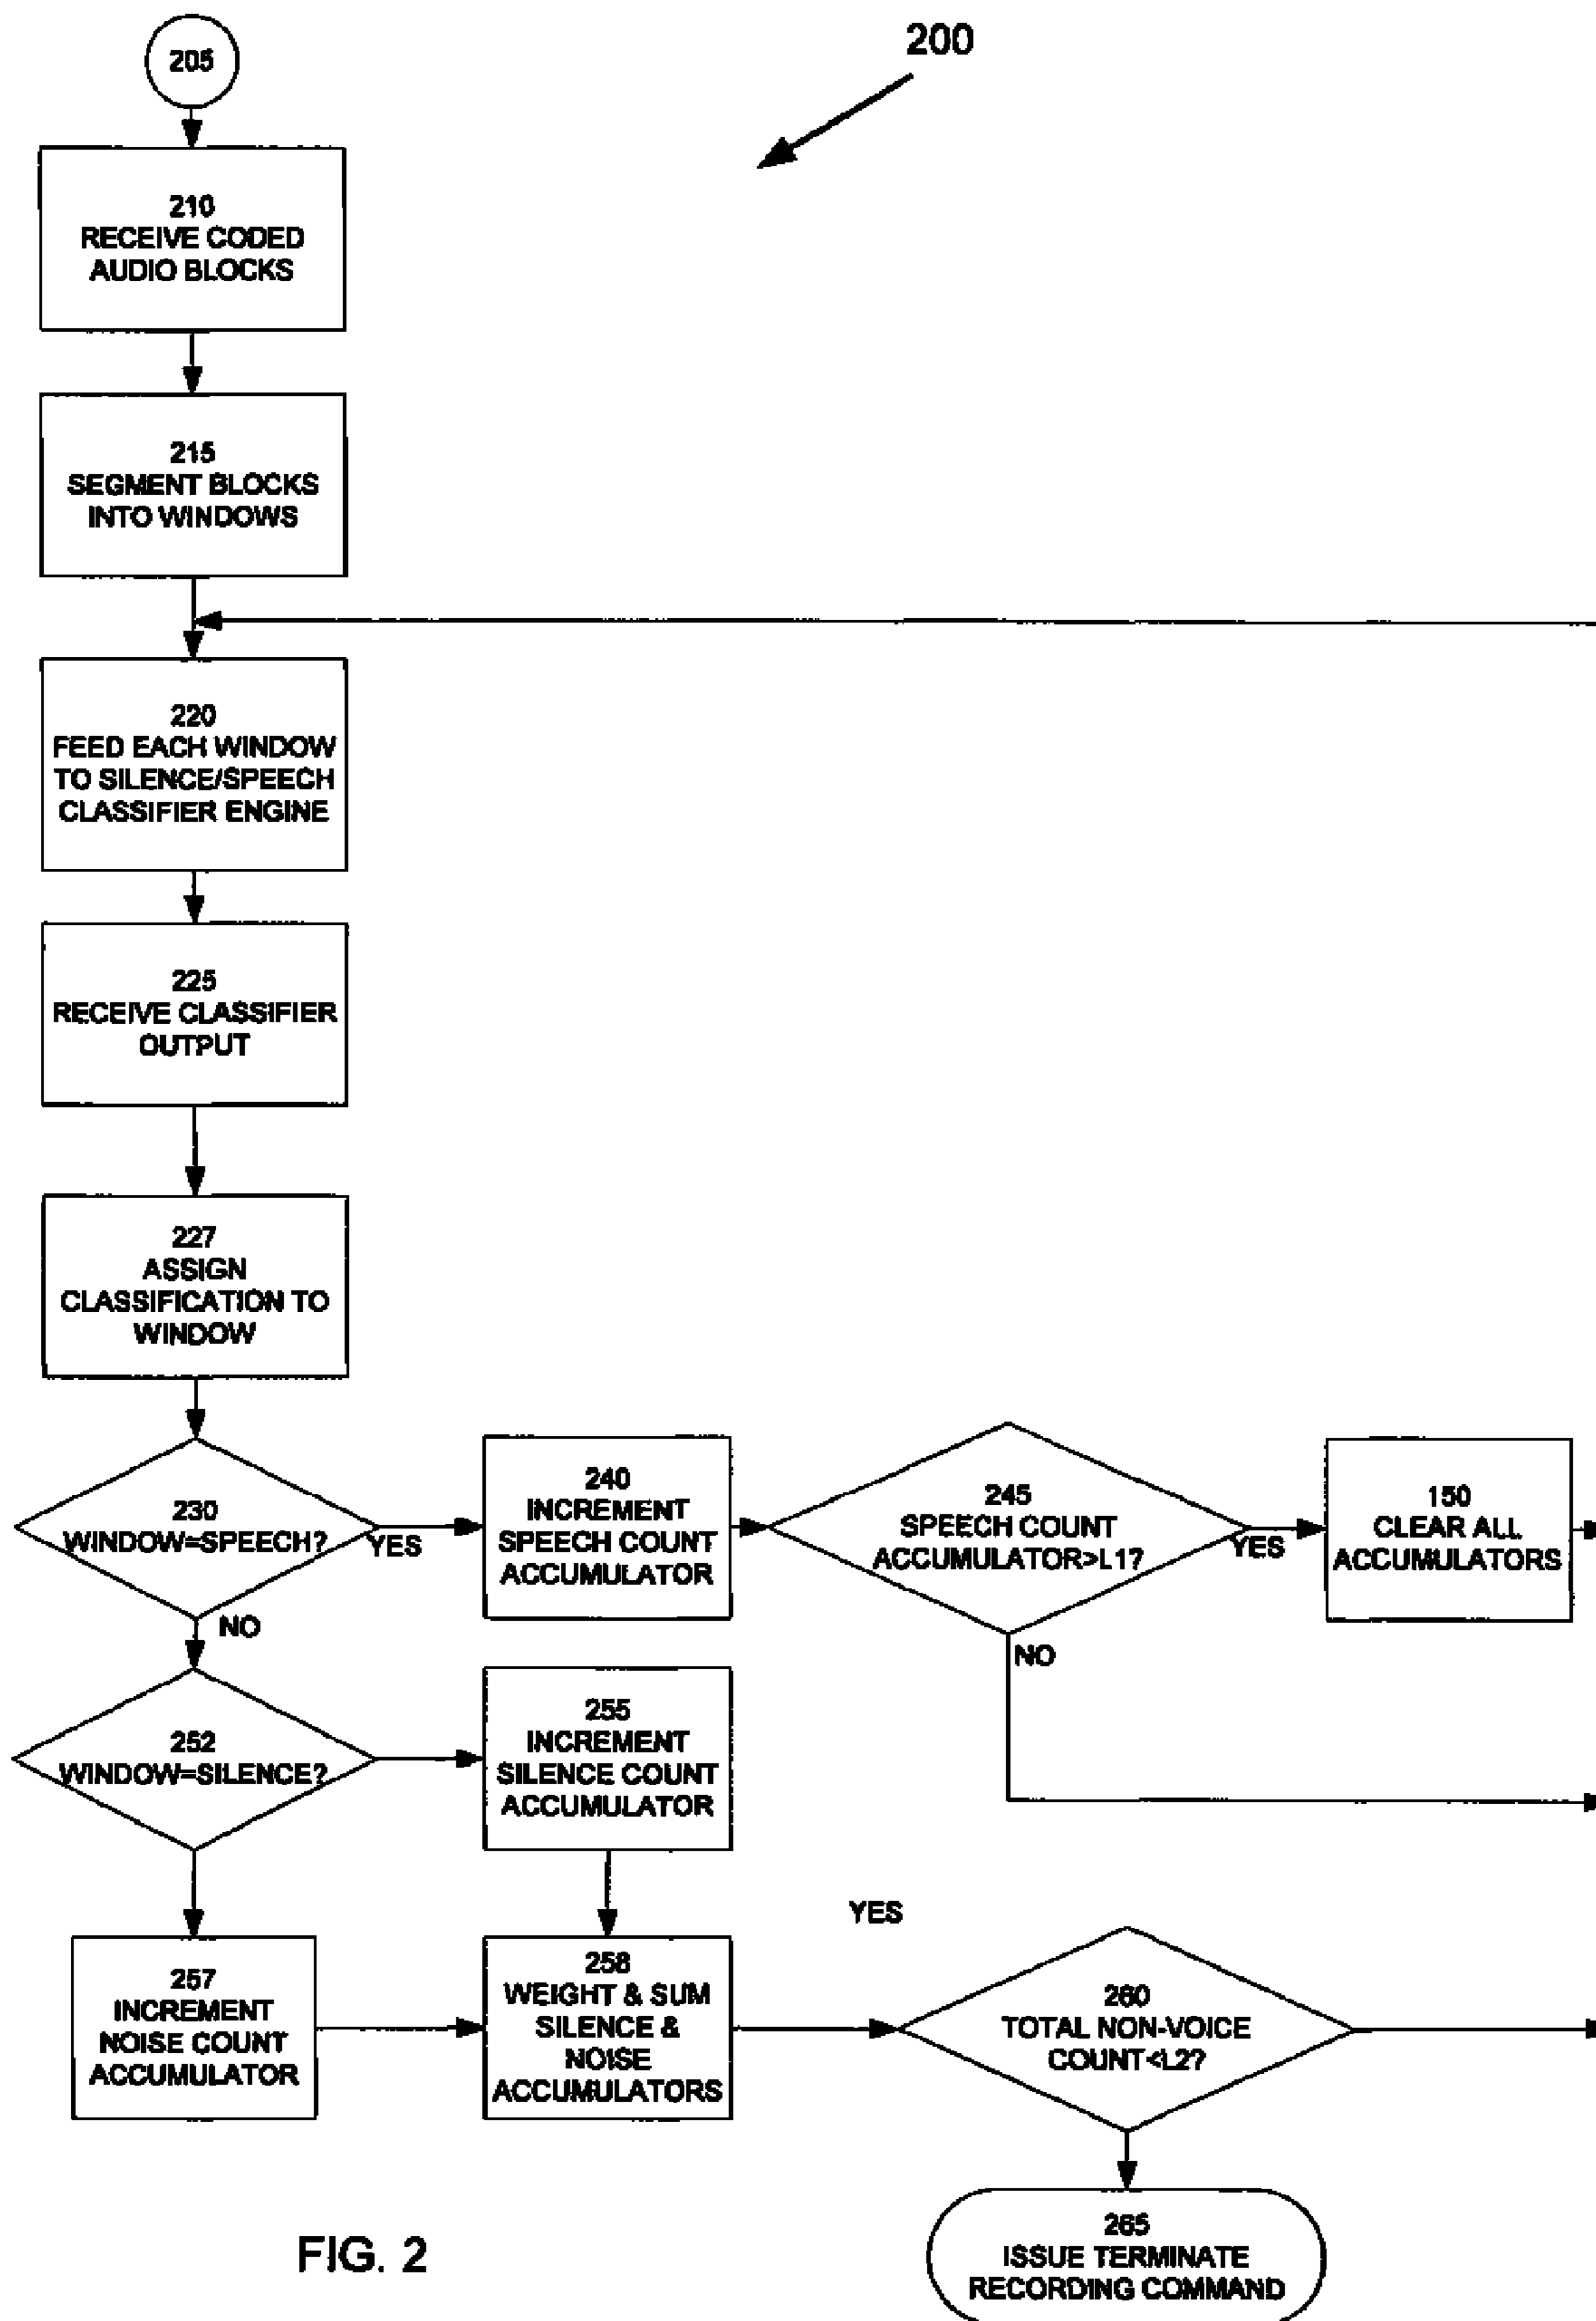 205
200
210
RECEIVE CODED
AUDIO BLOCKS
215
SEGMENT BLOCKS
INTO WINDOWS
220
FEED EACH WINDOW
TO SILENCE/SPEECH
CLASSIFIER ENGINE
225
RECEIVE CLASSIFIER
OUTPUT
227
ASSIGN
CLASSIFICATION TO
WINDOW
230
WINDOW=SPEECH?
YES
NO
240
INCREMENT
SPEECH COUNT
ACCUMULATOR
245
SPEECH COUNT
ACCUMULATOR>L1?
YES
NO
150
CLEAR ALL
ACCUMULATORS
252
WINDOW=SILENCE?
255
INCREMENT
SILENCE COUNT
ACCUMULATOR
257
INCREMENT
NOISE COUNT
ACCUMULATOR
258
WEIGHT & SUM
SILENCE &
NOISE
ACCUMULATORS
YES
260
TOTAL NON-VOICE
COUNT<L2?
265
ISSUE TERMINATE
RECORDING COMMAND
FIG. 2